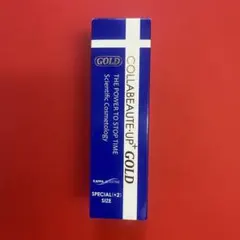 GOLD
COLLABEAUTE-UP+ GOLD
THE POWER TO STOP TIME
Scientific Cosmetology
SPECIAL(×2)
SIZE